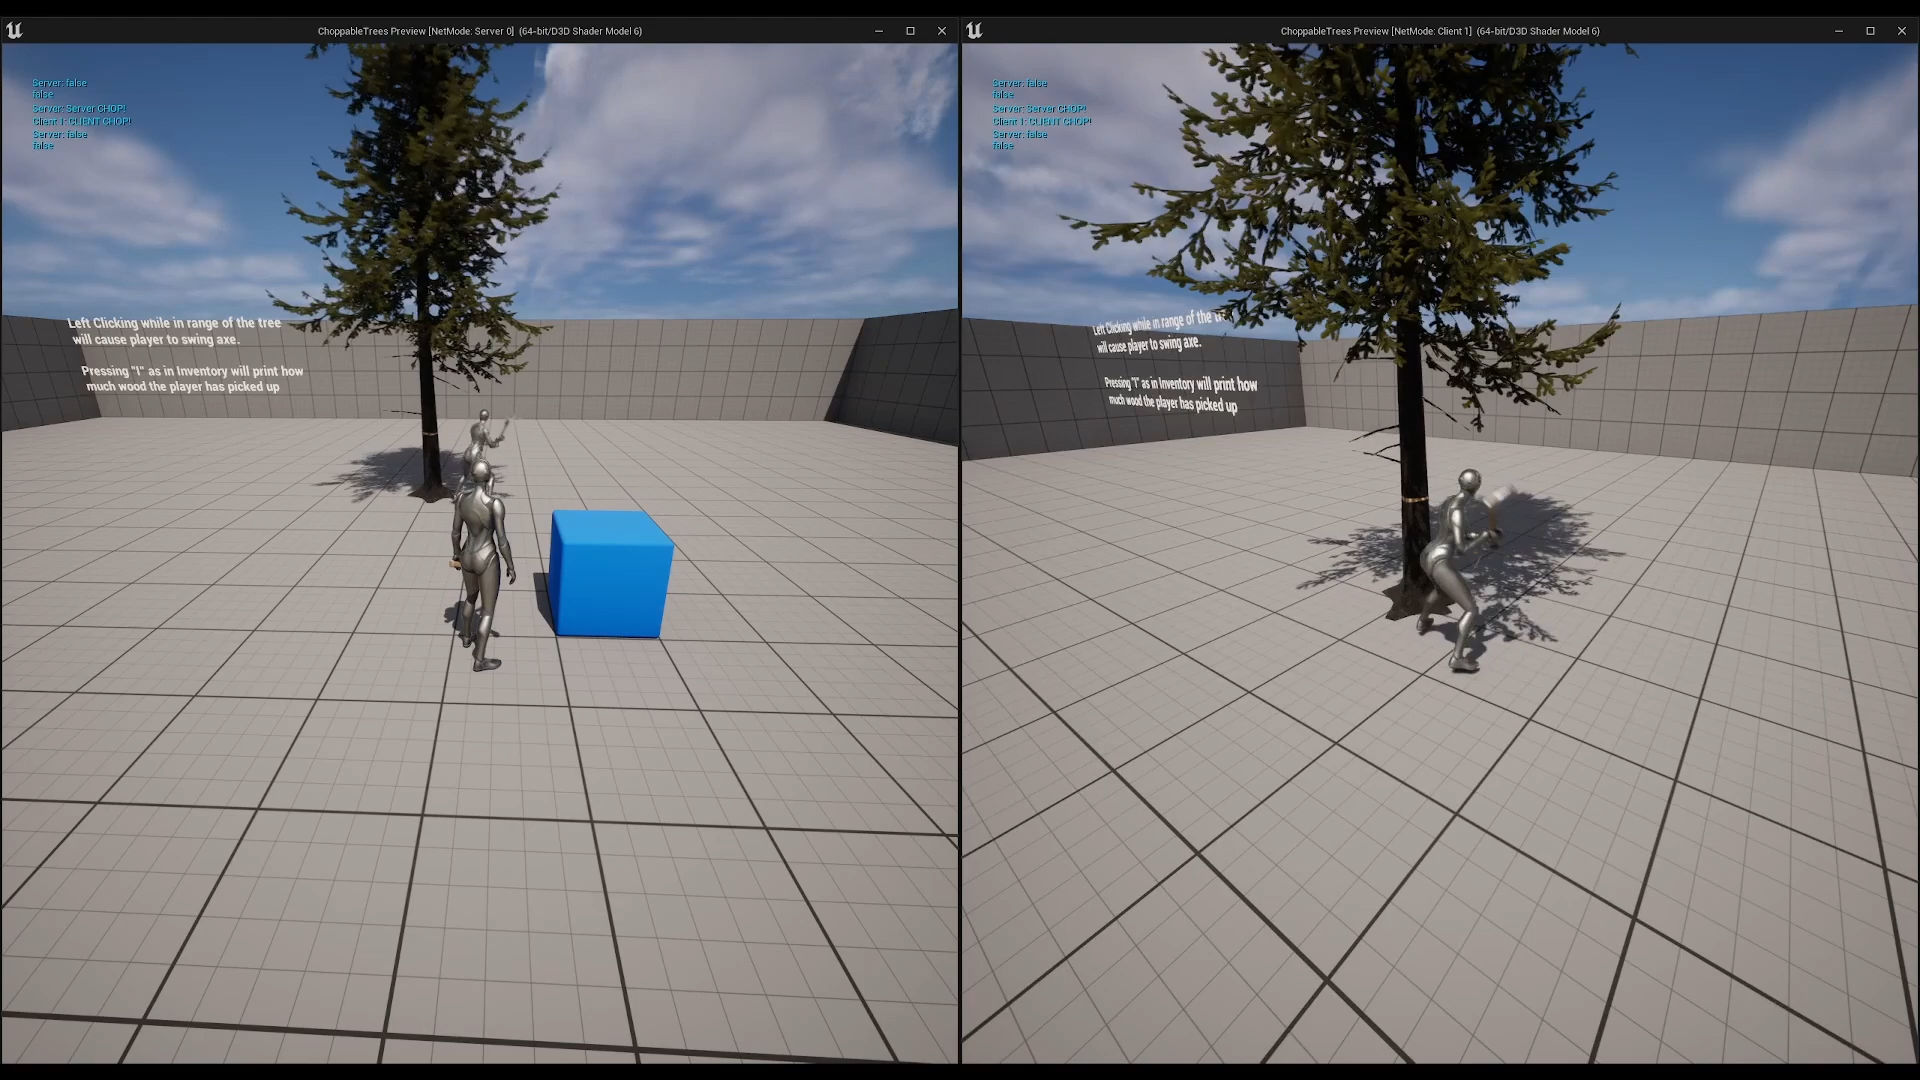 ChoppableTrees Preview [NetMode: Server 0] (64-bit/D3D Shader Model 6)
Server: false
false
Server: Server CHOP!
Client 1: CLIENT CHOP!
Server: false
false
Left Clicking while in range of the tree
will cause player to swing axe.
Pressing "I" as in Inventory will print how
much wood the player has picked up
ChoppableTrees Preview [NetMode: Client 1] (64-bit/D3D Shader Model 6)
Server: false
false
Server: Server CHOP!
Client 1: CLIENT CHOP!
Server: false
false
Left Clicking while in range of the
will cause player to swing axe.
Pressing "I" as in Inventory will print how
much wood the player has picked up